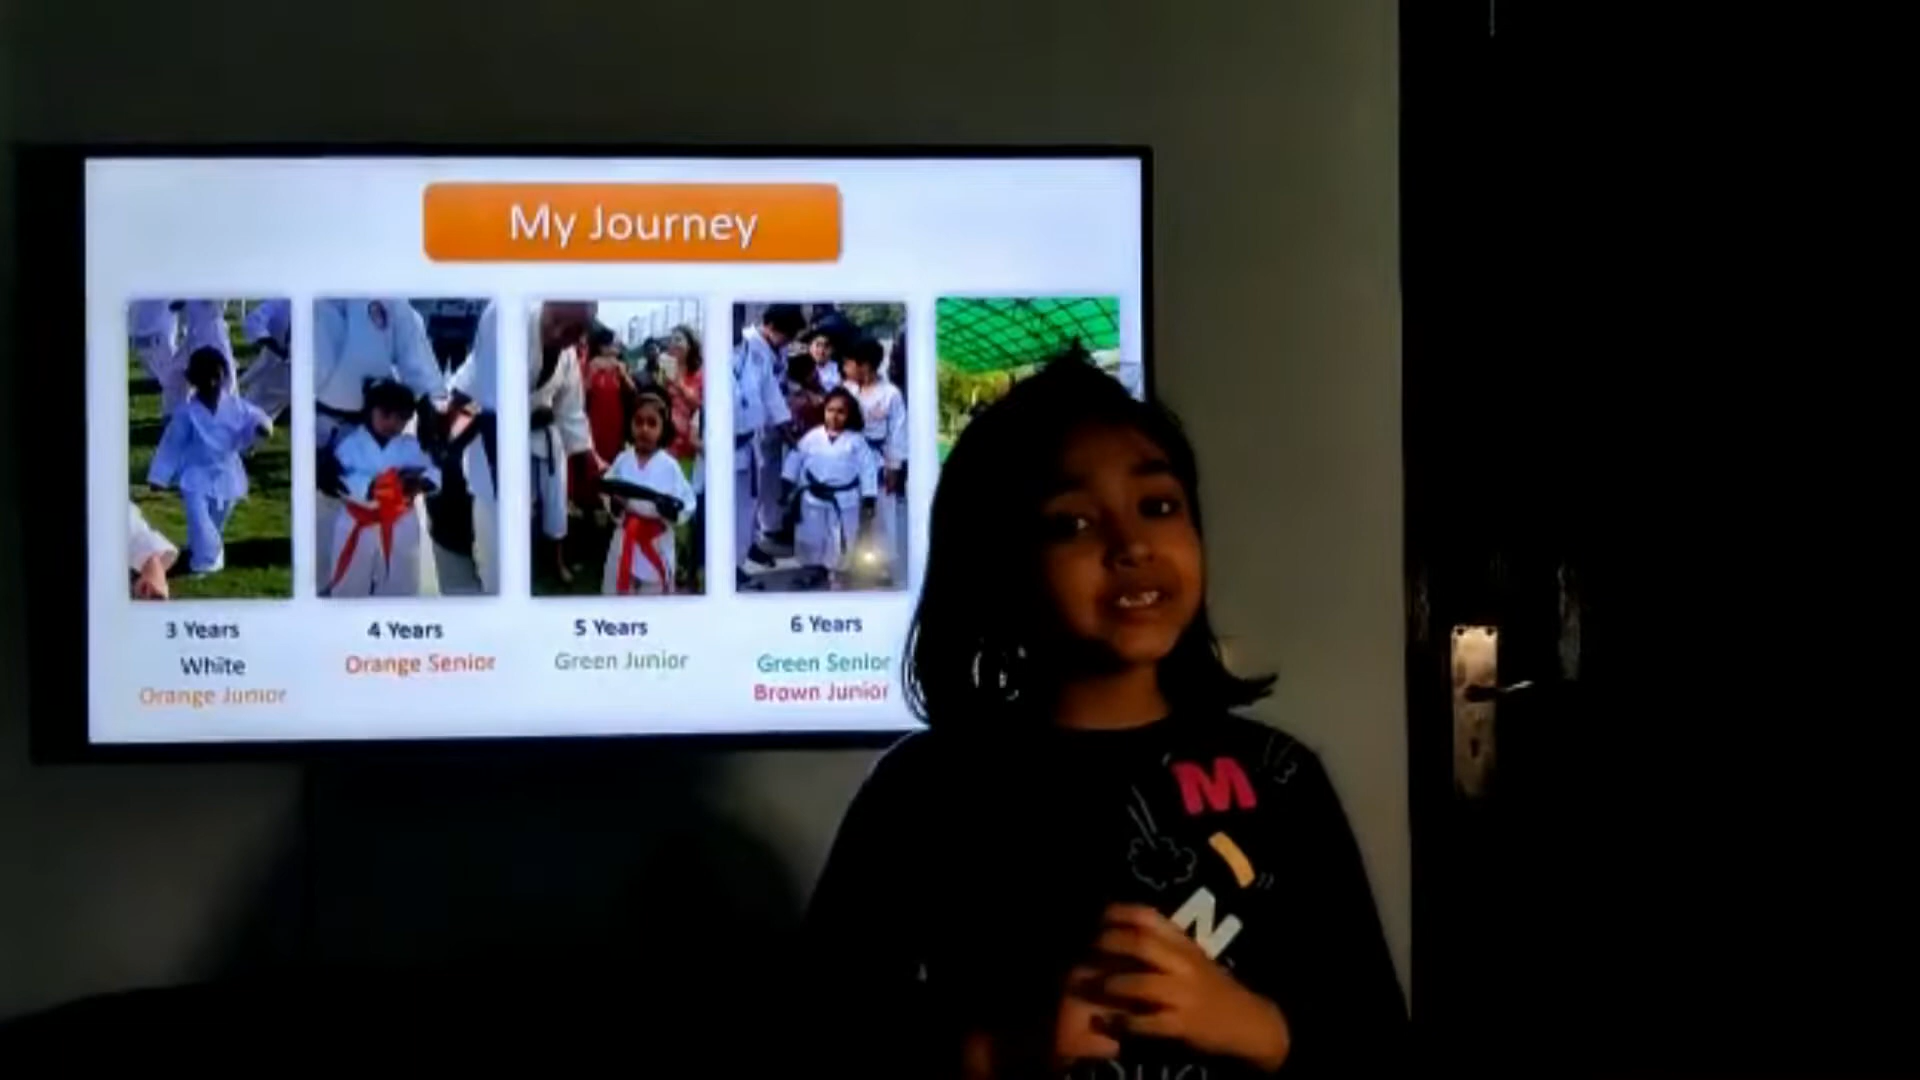 My Journey
3 Years
4 Years
5 Years
6 Years
White
Orange Senior
Green Junior
Green Senior
Orange Junior
Brown Junior
M
I
N